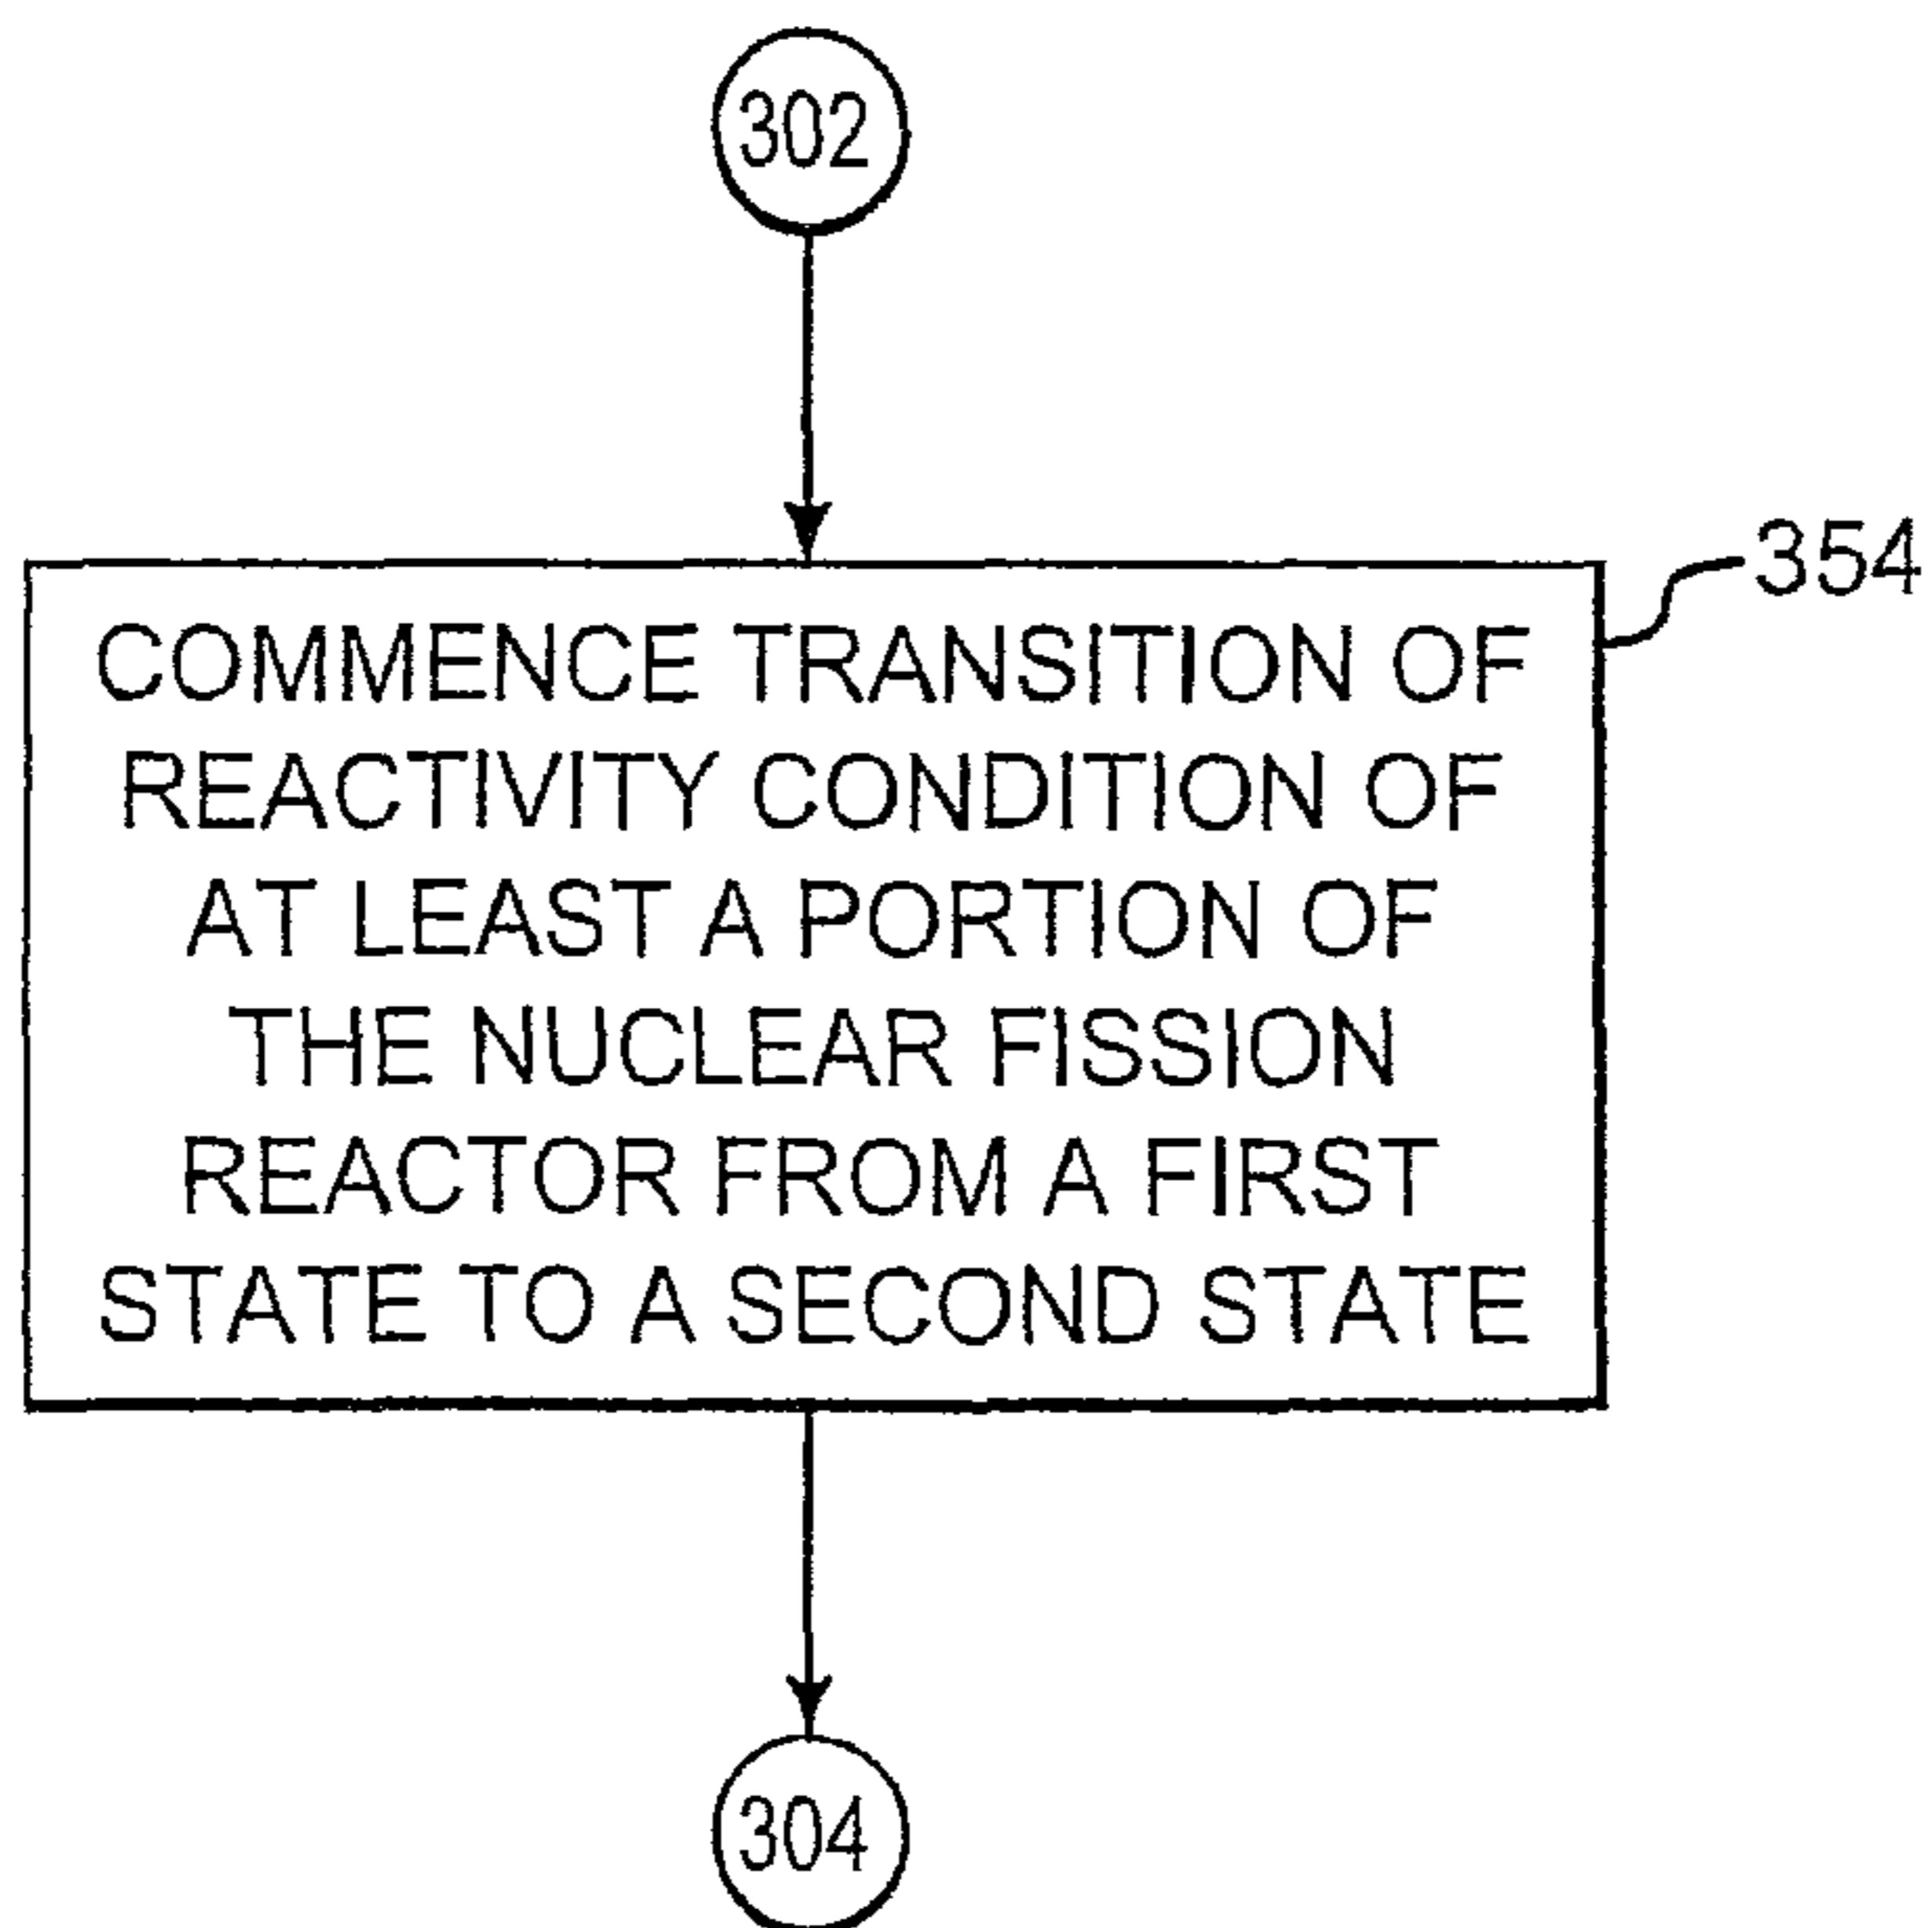 302
354
COMMENCE TRANSITION OF
REACTIVITY CONDITION OF
AT LEAST A PORTION OF
THE NUCLEAR FISSION
REACTOR FROM A FIRST
STATE TO A SECOND STATE
304